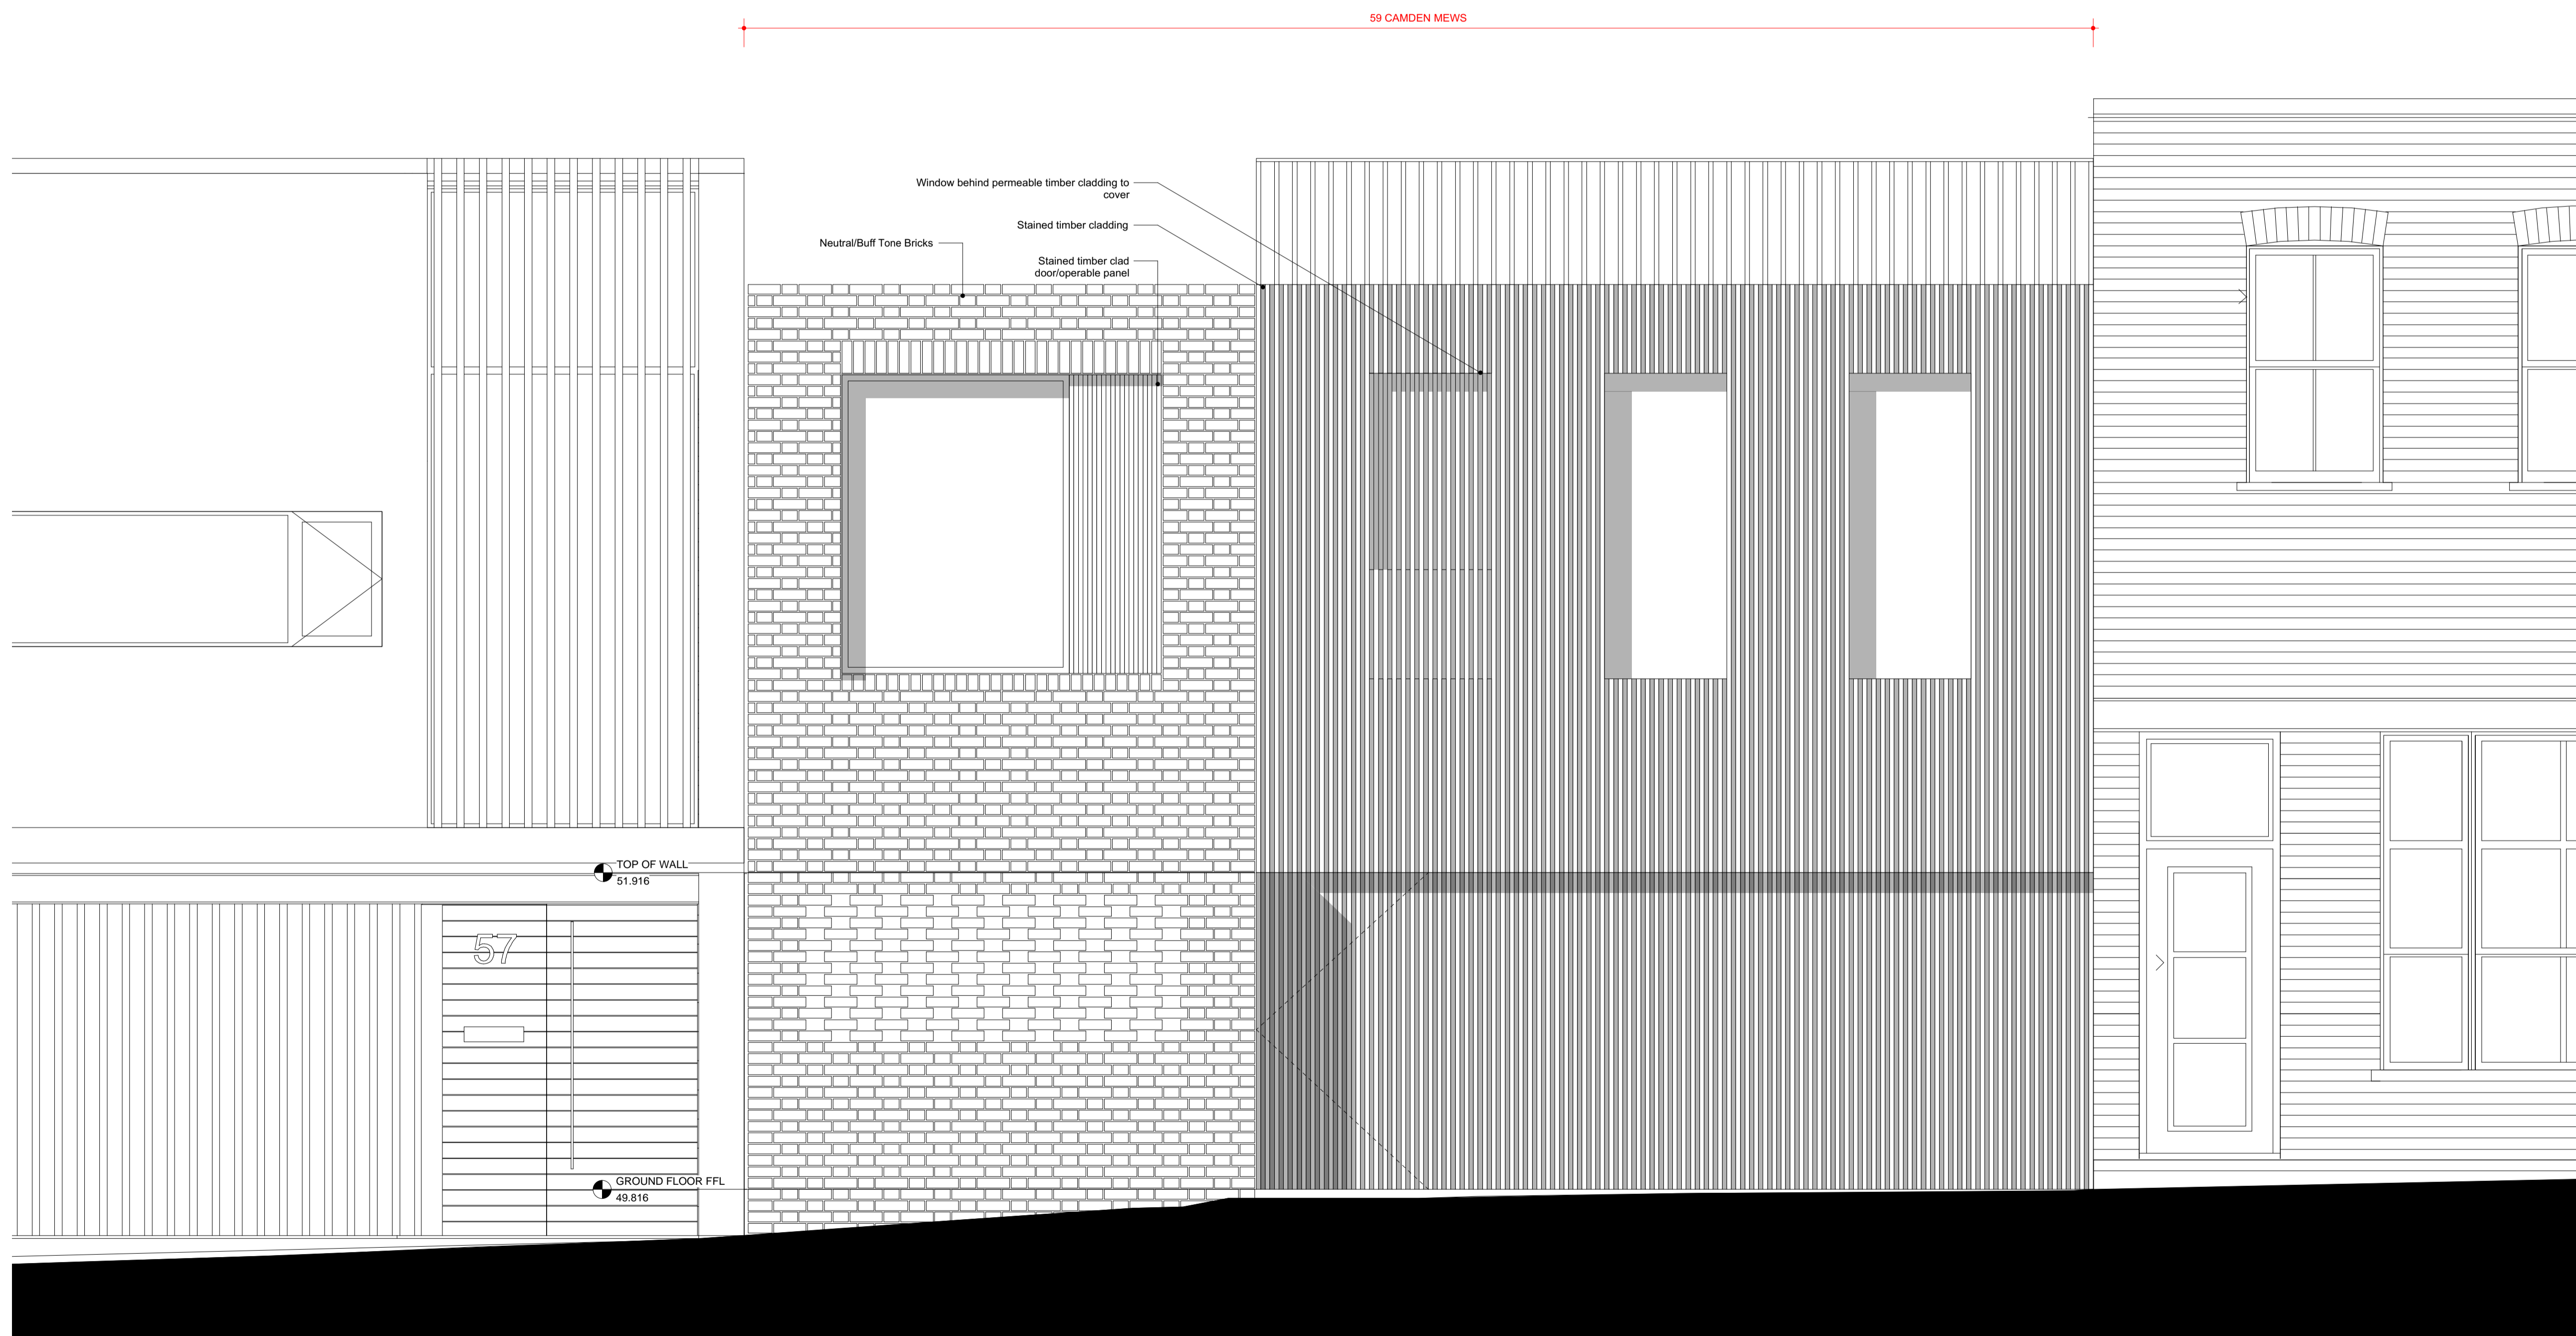 59 CAMDEN MEWS
Window behind permeable timber cladding to
cover
Stained timber cladding
Neutral/Buff Tone Bricks
Stained timber clad
door/operable panel
TOP OF WALL
51.916
57
GROUND FLOOR FFL
49.816